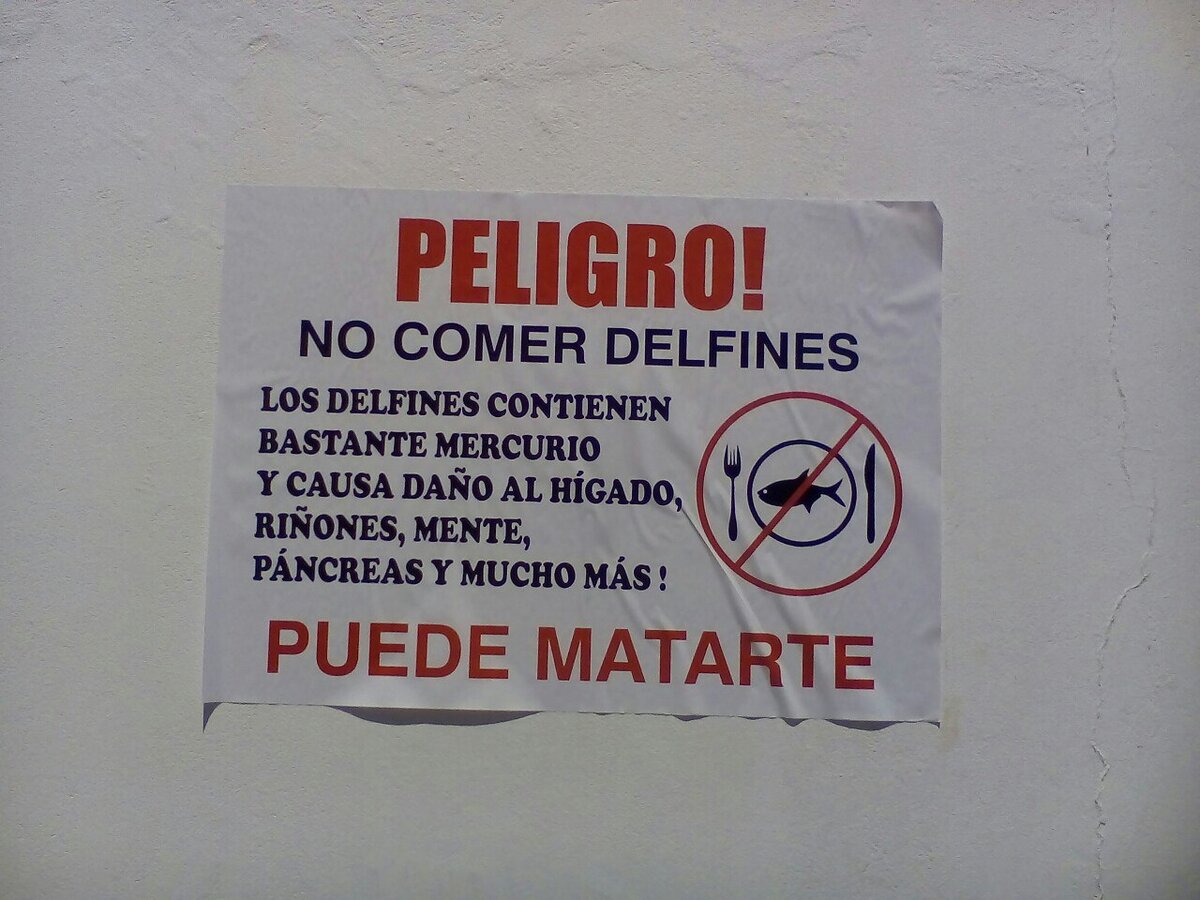 PELIGRO!
NO COMER DELFINES
LOS DELFINES CONTIENEN
BASTANTE MERCURIO
Y CAUSA DAÑO AL HÍGADO,
RIÑONES, MENTE,
PÁNCREAS Y MUCHO MÁS !
PUEDE MATARTE